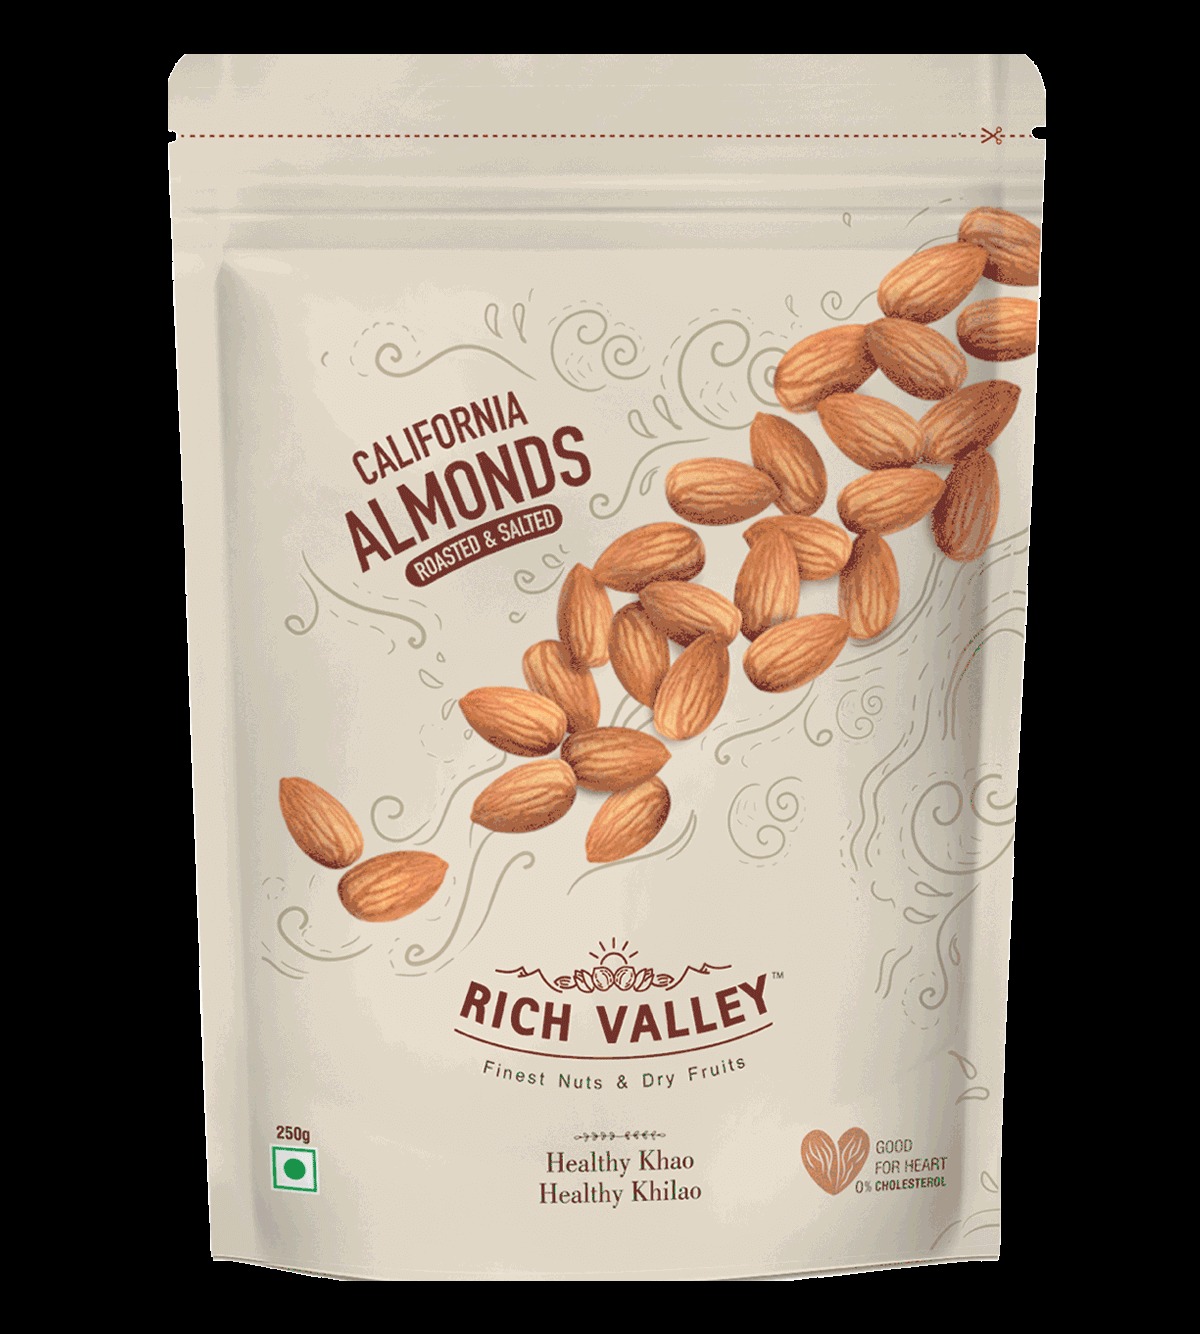 CALIFORNIA
ALMONDS
ROASTED & SALTED
RICH VALLEY™
Finest Nuts & Dry Fruits
250g
Healthy Khao
Healthy Khilao
GOOD
FOR HEART
0% CHOLESTEROL